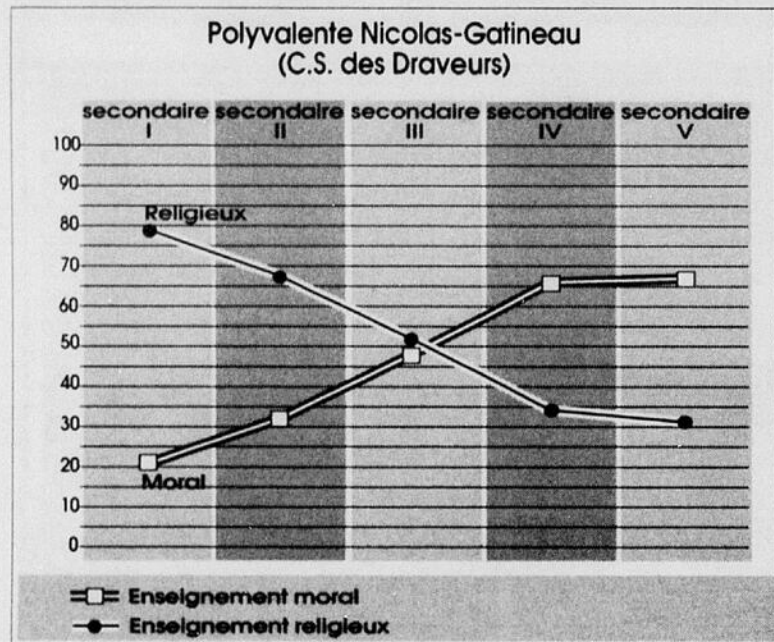 Polyvalente Nicolas-Gatineau
(C.S. des Draveurs)
secondaire I
secondaire II
secondaire III
secondaire IV
secondaire V
100
90
80
70
60
50
40
30
20
10
0
Religieux
Moral
Enseignement moral
Enseignement religieux